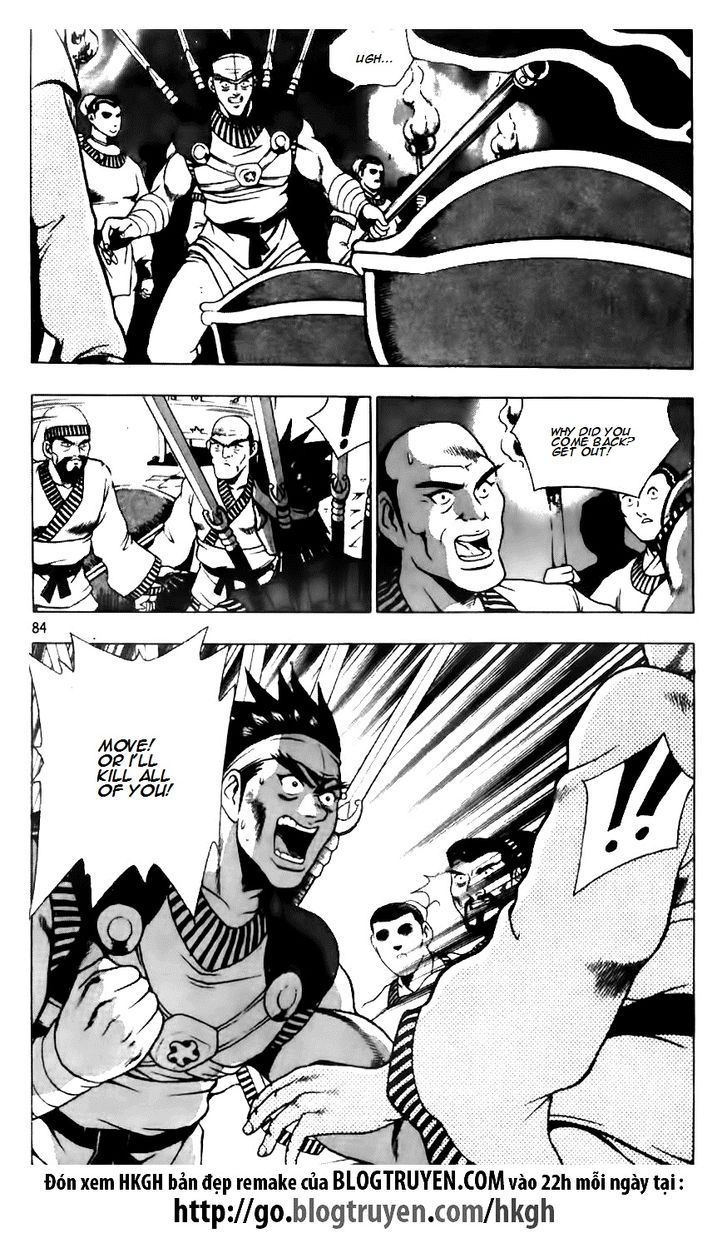 UGH...
!
WHY DID YOU
COME BACK?
GET OUT!
84
MOVE!
OR I'LL
KILL ALL
OF YOU!
!!
Đón xem HKGH bản đẹp remake của BLOGTRUYEN.COM vào 22h mỗi ngày tại :
http://go.blogtruyen.com/hkgh